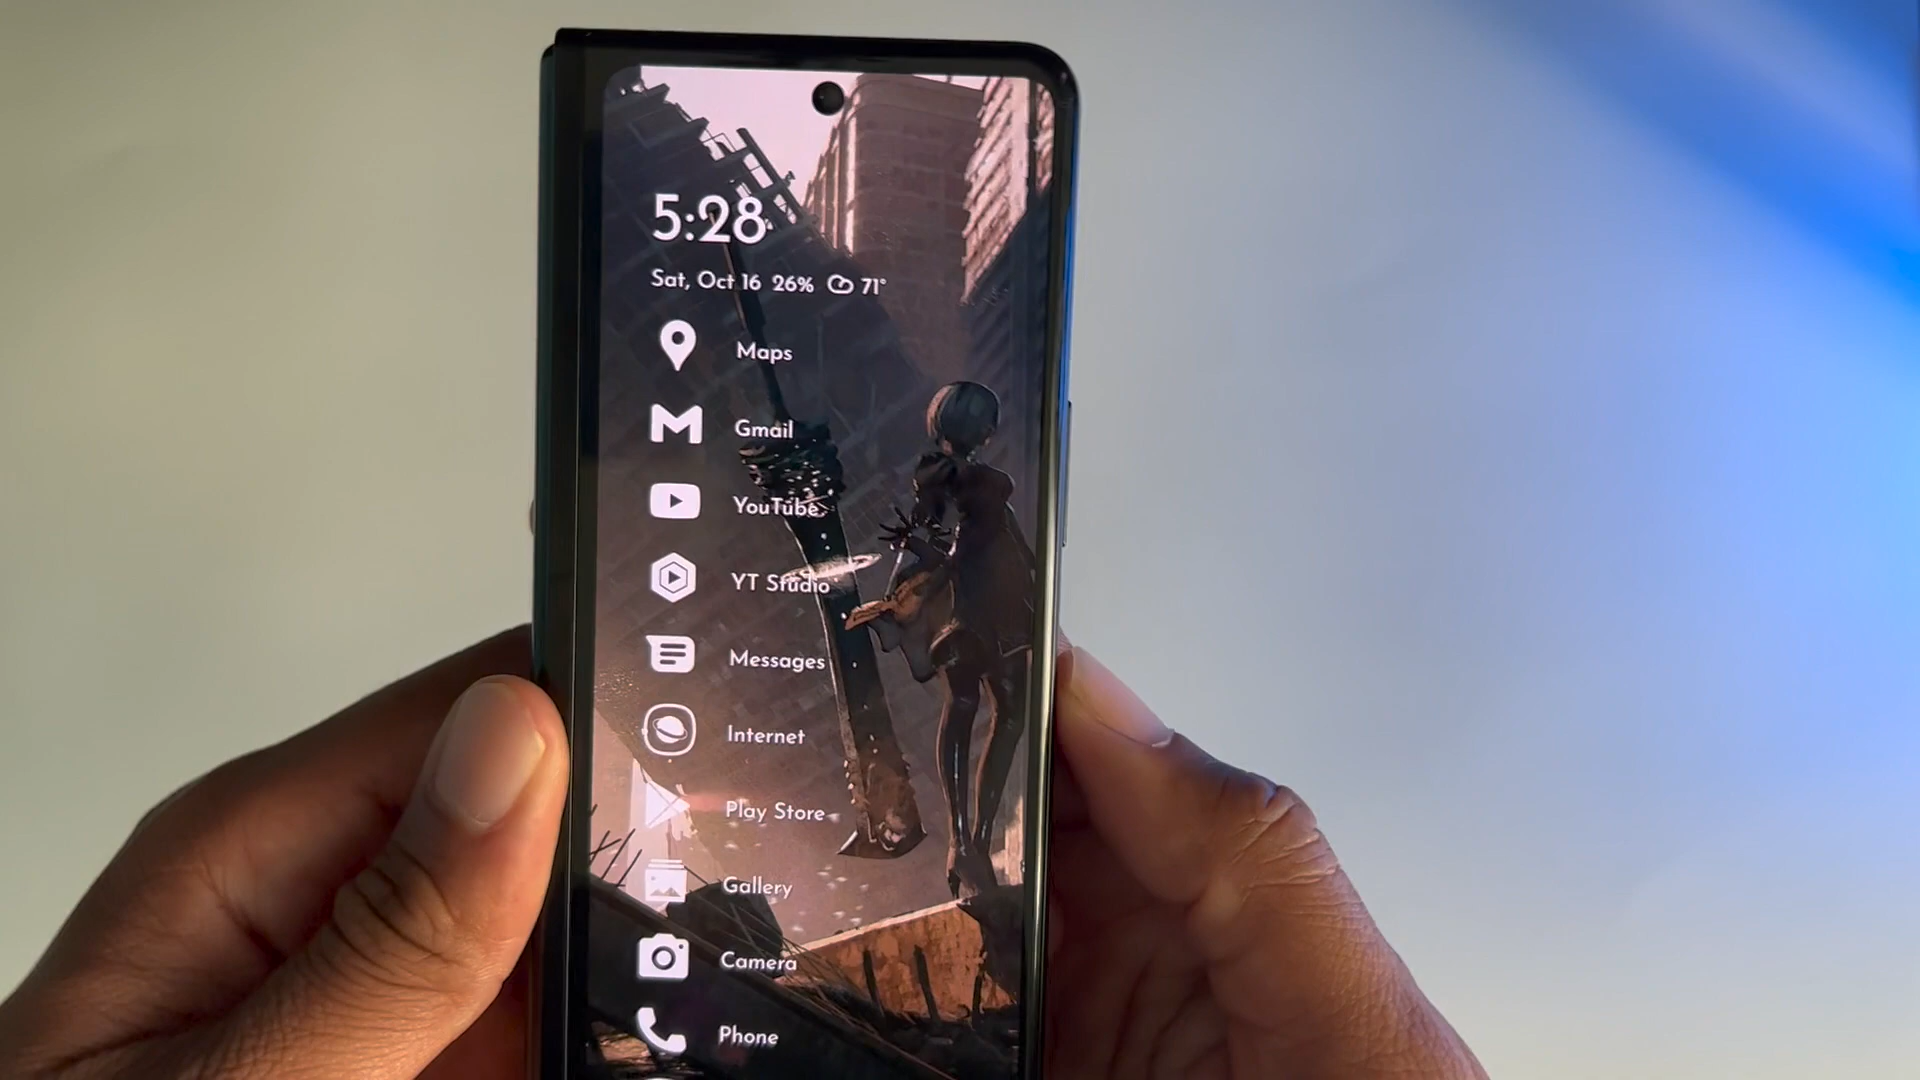 5:28
Sat, Oct 16 26% 71°
Maps
Gmail
YouTube
YT Studio
Messages
Internet
Play Store
Gallery
Camera
Phone